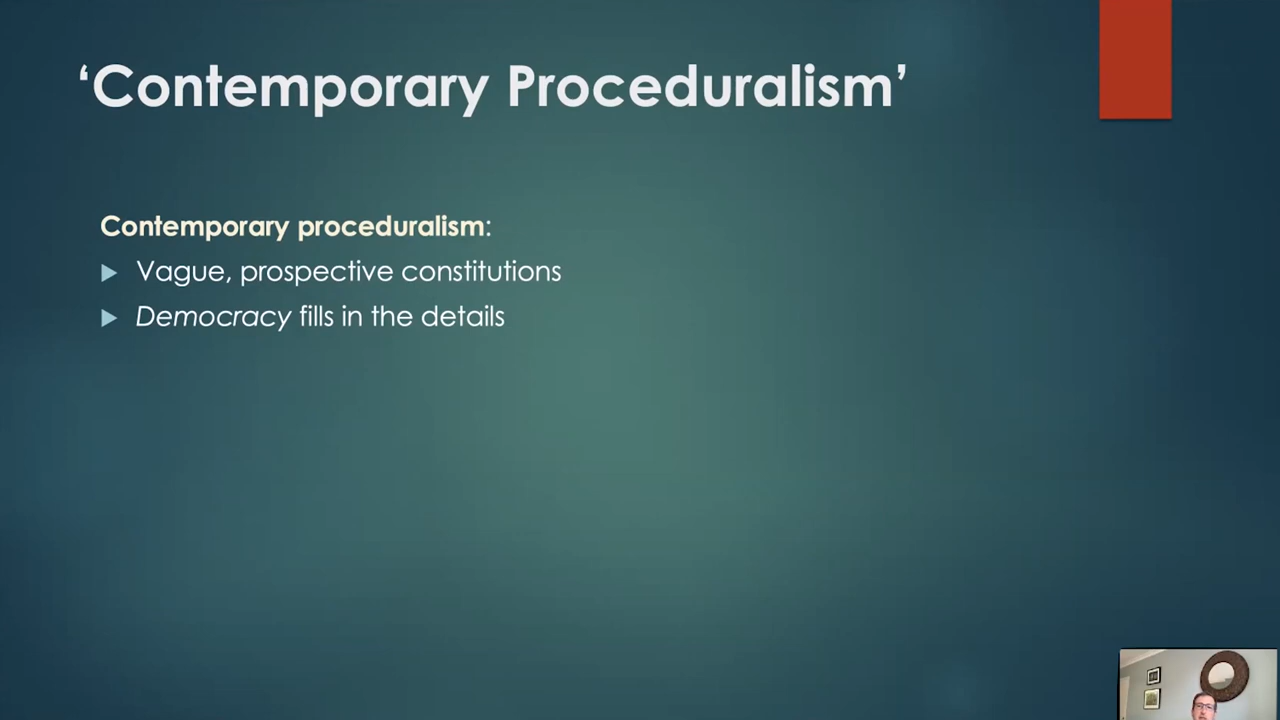 ‘Contemporary Proceduralism’
Contemporary proceduralism:
Vague, prospective constitutions
Democracy fills in the details